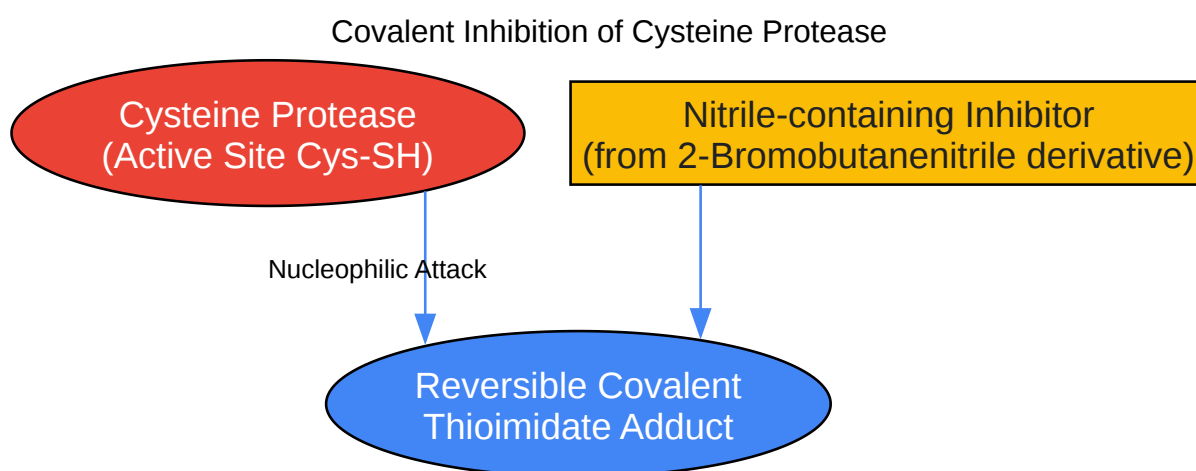 Covalent Inhibition of Cysteine Protease
Cysteine Protease
(Active Site Cys-SH)
Nitrile-containing Inhibitor
(from 2-Bromobutanenitrile derivative)
Nucleophilic Attack
Reversible Covalent
Thioimidate Adduct